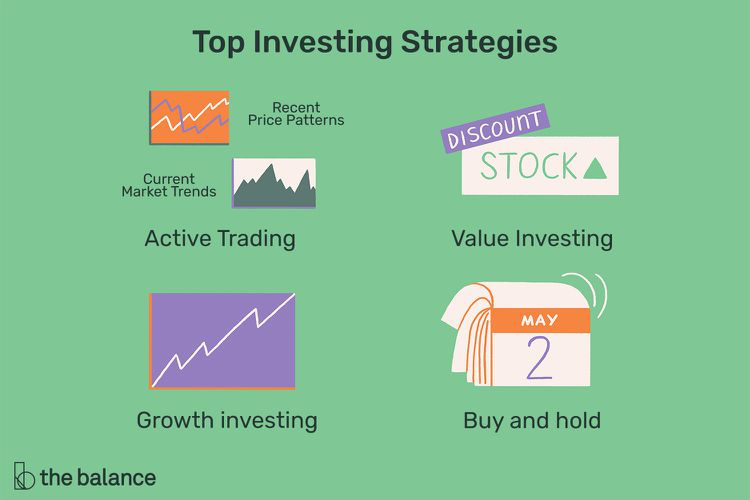 Top Investing Strategies
Recent
Price Patterns
Current
Market Trends
Active Trading
DISCOUNT
STOCK
Value Investing
Growth investing
MAY
2
Buy and hold
the balance